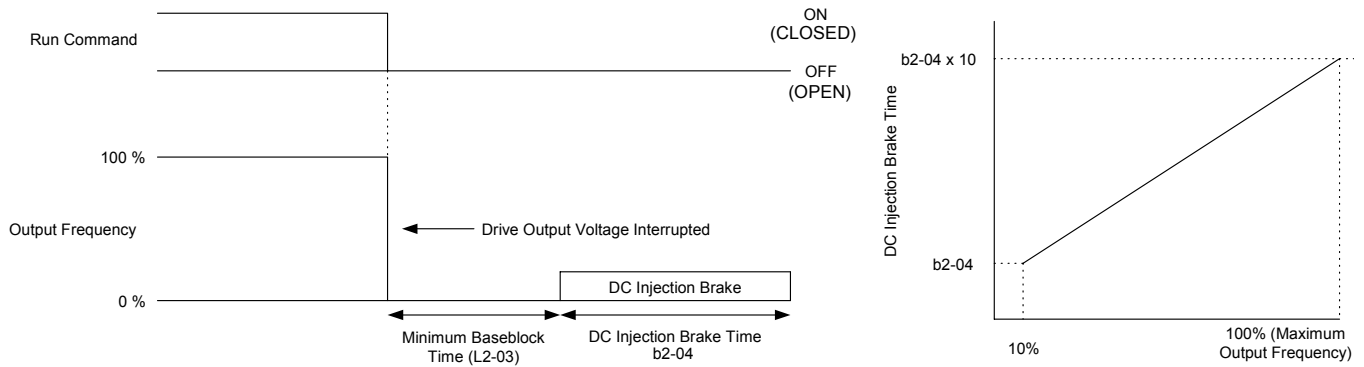 Run Command
ON
(CLOSED)
OFF
(OPEN)
100 %
Output Frequency
Drive Output Voltage Interrupted
0 %
DC Injection Brake
Minimum Baseblock
Time (L2-03)
DC Injection Brake Time
b2-04
DC Injection Brake Time
b2-04 x 10
b2-04
10%
100% (Maximum
Output Frequency)